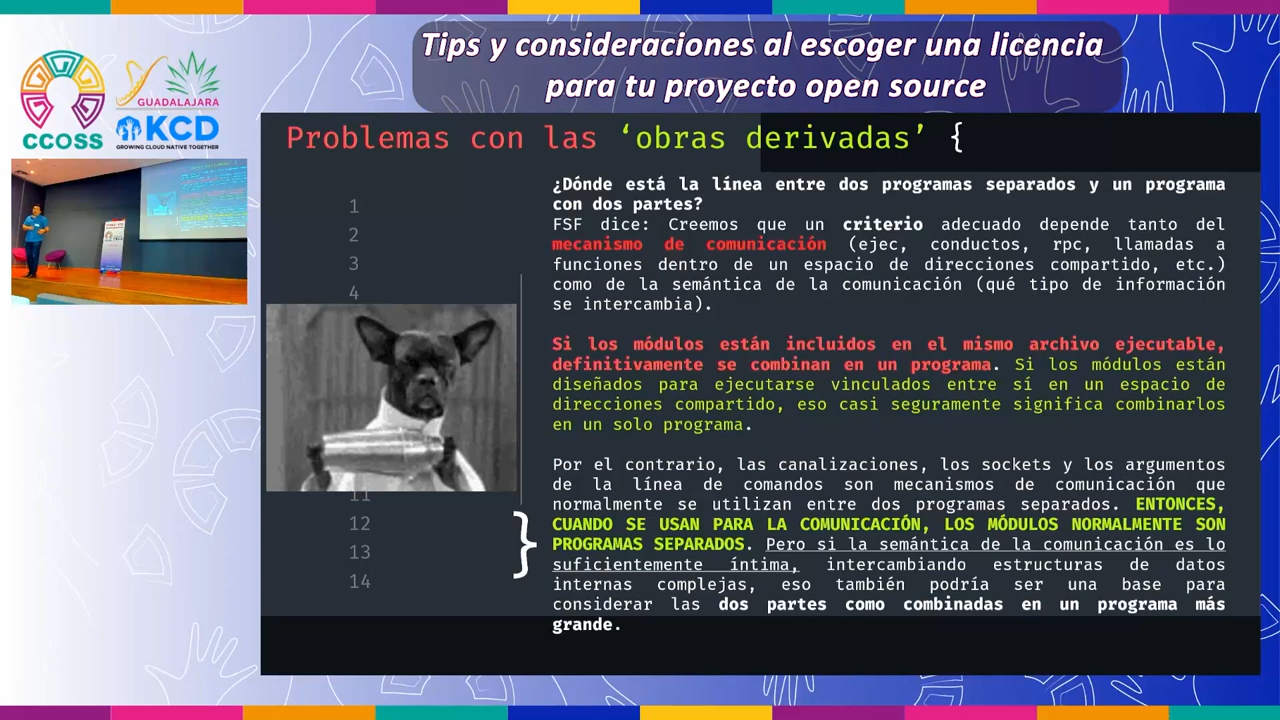 Tips y consideraciones al escoger una licencia
para tu proyecto open source
CCOSS
GUADALAJARA
KCD
GROWING CLOUD NATIVE TOGETHER
Problemas con las ‘obras derivadas’ {
1
2
3
4
11
12
13
14
}
¿Dónde está la línea entre dos programas separados y un programa
con dos partes?
FSF dice: Creemos que un criterio adecuado depende tanto del
mecanismo de comunicación (ejec, conductos, rpc, llamadas a
funciones dentro de un espacio de direcciones compartido, etc.)
como de la semántica de la comunicación (qué tipo de información
se intercambia).
Si los módulos están incluidos en el mismo archivo ejecutable,
definitivamente se combinan en un programa. Si los módulos están
diseñados para ejecutarse vinculados entre sí en un espacio de
direcciones compartido, eso casi seguramente significa combinarlos
en un solo programa.
Por el contrario, las canalizaciones, los sockets y los argumentos
de la línea de comandos son mecanismos de comunicación que
normalmente se utilizan entre dos programas separados. ENTONCES,
CUANDO SE USAN PARA LA COMUNICACIÓN, LOS MÓDULOS NORMALMENTE SON
PROGRAMAS SEPARADOS. Pero si la semántica de la comunicación es lo
suficientemente íntima, intercambiando estructuras de datos
internas complejas, eso también podría ser una base para
considerar las dos partes como combinadas en un programa más
grande.